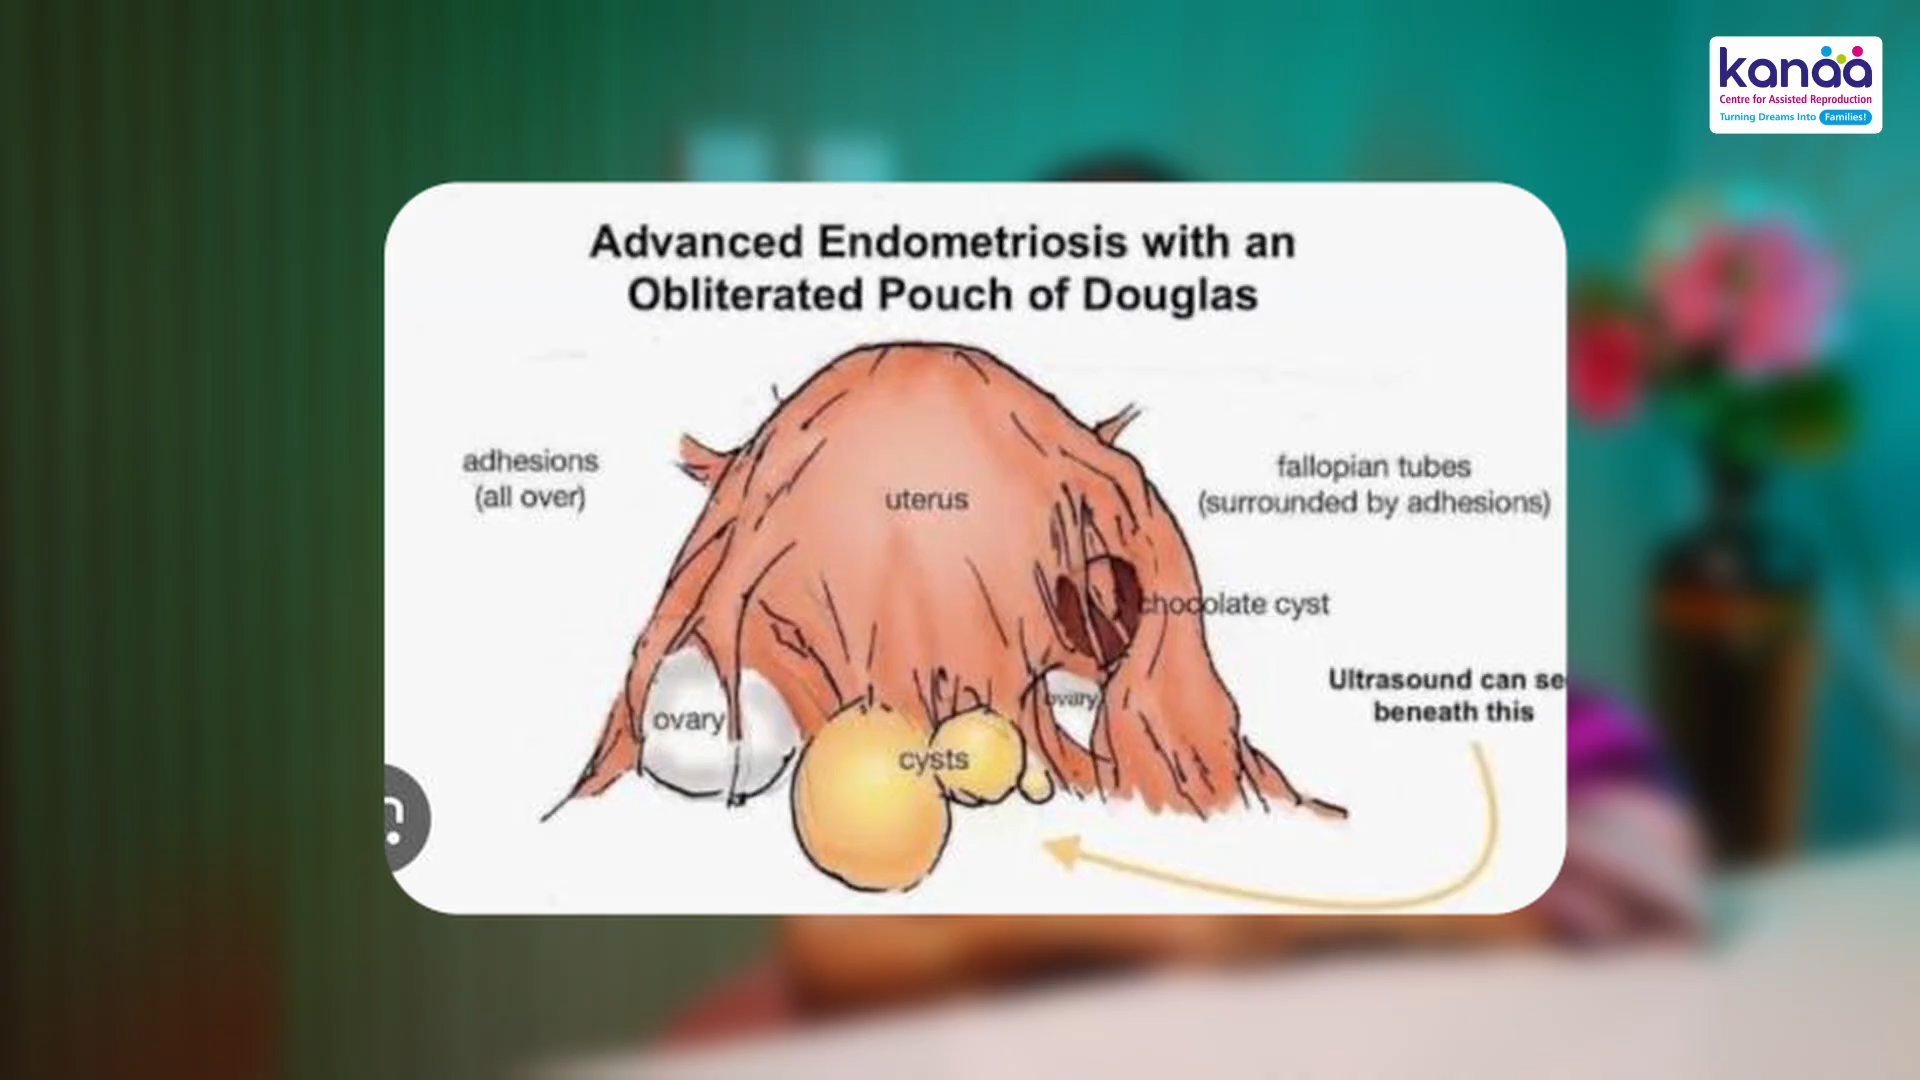 kanaa
Centre for Assisted Reproduction
Turning Dreams Into Families!
Advanced Endometriosis with an
Obliterated Pouch of Douglas
adhesions
(all over)
uterus
fallopian tubes
(surrounded by adhesions)
chocolate cyst
Ultrasound can se
beneath this
ovary
ovary
cysts